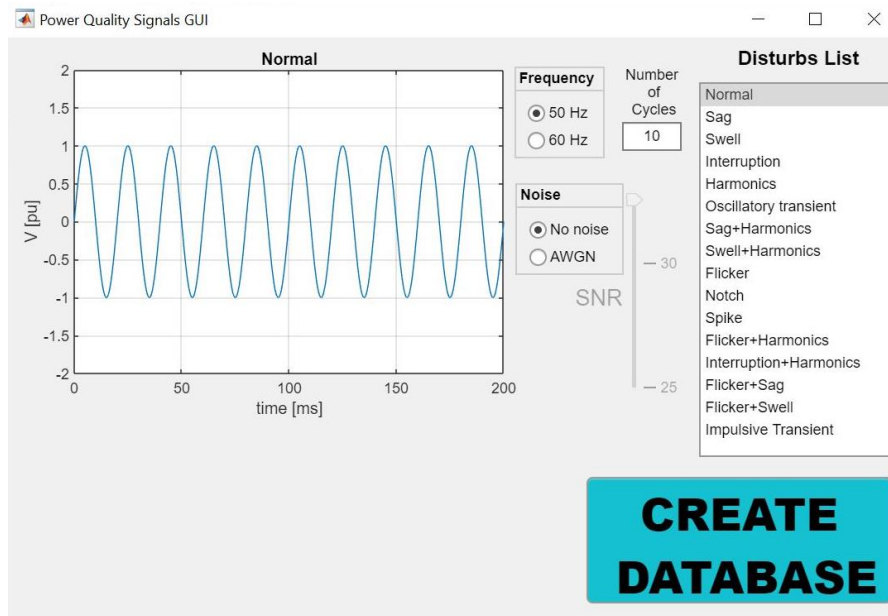 Power Quality Signals GUI
Normal
2
1.5
1
0.5
0
-0.5
-1
-1.5
-2
V [pu]
0 50 100 150 200
time [ms]
Frequency
50 Hz
60 Hz
Number
of
Cycles
10
Noise
No noise
AWGN
SNR
30
25
Disturbs List
Normal
Sag
Swell
Interruption
Harmonics
Oscillatory transient
Sag+Harmonics
Swell+Harmonics
Flicker
Notch
Spike
Flicker+Harmonics
Interruption+Harmonics
Flicker+Sag
Flicker+Swell
Impulsive Transient
CREATE
DATABASE